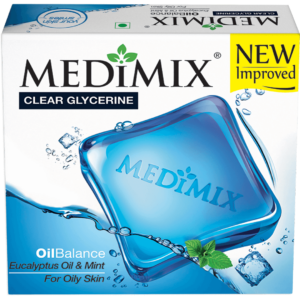 MEDIMIX®
CLEAR GLYCERINE
NEW
Improved
MEDIMIX
OilBalance
Eucalyptus Oil & Mint
For Oily Skin